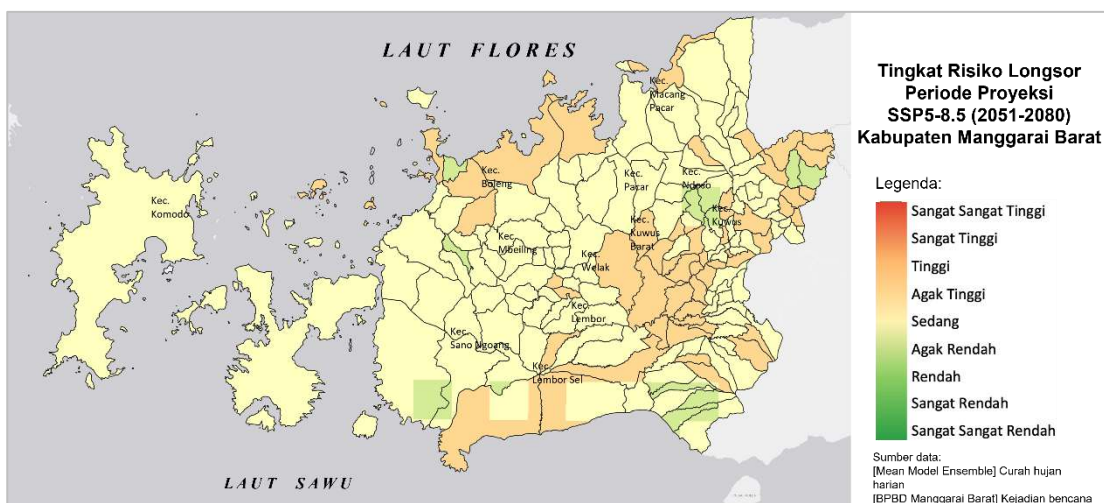 LAUT FLORES
Kec.
Macang
Pacar
Kec.
Boleng
Kec.
Pacar
Kec.
Ndoso
Kec.
Komodo
Kec.
Kuwus
Kec.
Kuwus
Barat
Kec.
Mbeiling
Kec.
Welak
Kec.
Lembor
Kec.
Sano Ngoang
Kec.
Lembor Sel
LAUT SAWU
Tingkat Risiko Longsor
Periode Proyeksi
SSP5-8.5 (2051-2080)
Kabupaten Manggarai Barat
Legenda:
Sangat Sangat Tinggi
Sangat Tinggi
Tinggi
Agak Tinggi
Sedang
Agak Rendah
Rendah
Sangat Rendah
Sangat Sangat Rendah
Sumber data:
[Mean Model Ensemble] Curah hujan
harian
[BPBD Manggarai Barat] Kejadian bencana